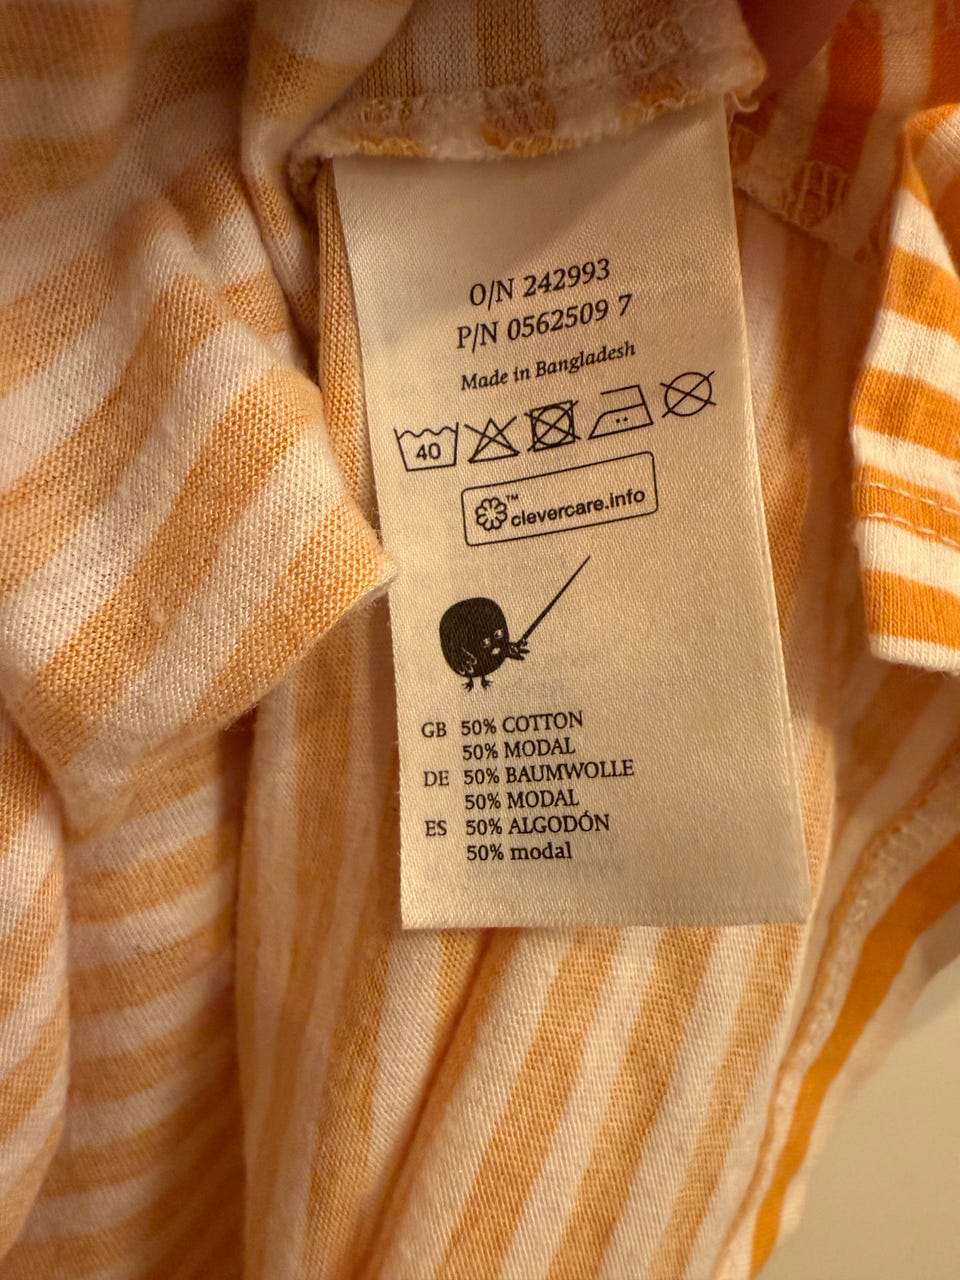 O/N 242993
P/N 0562509 7
Made in Bangladesh
40
™ clevercare.info
GB 50% COTTON
50% MODAL
DE 50% BAUMWOLLE
50% MODAL
ES 50% ALGODÓN
50% modal